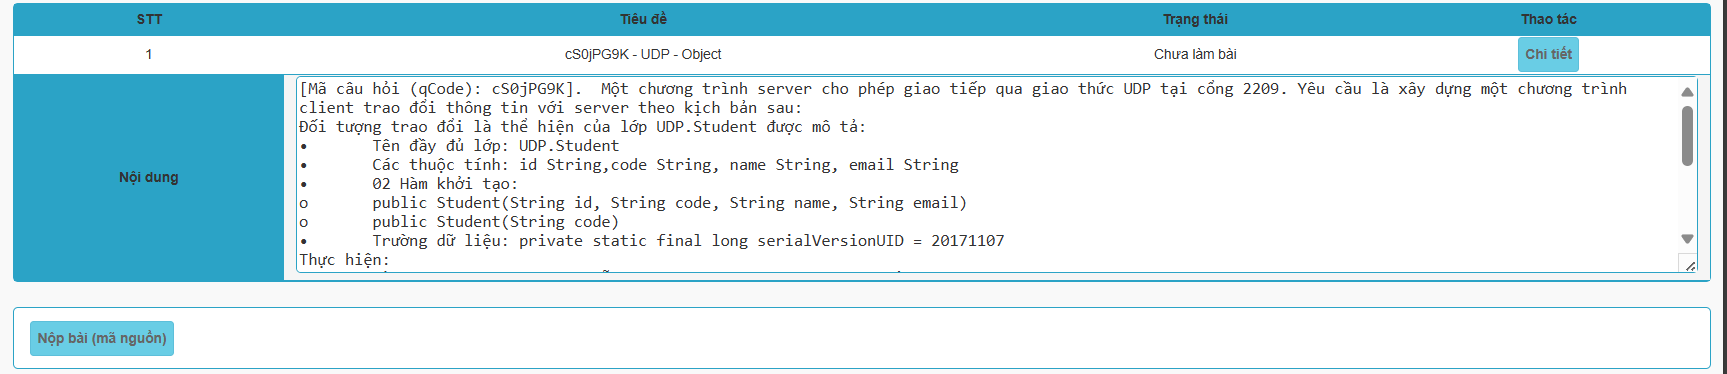 STT Tiêu đề Trạng thái Thao tác
1 cS0jPG9K - UDP - Object Chưa làm bài Chi tiết
Nội dung
[Mã câu hỏi (qCode): cS0jPG9K].  Một chương trình server cho phép giao tiếp qua giao thức UDP tại cổng 2209. Yêu cầu là xây dựng một chương trình
client trao đổi thông tin với server theo kịch bản sau:
Đối tượng trao đổi là thể hiện của lớp UDP.Student được mô tả:
•	Tên đầy đủ lớp: UDP.Student
•	Các thuộc tính: id String,code String, name String, email String
•	02 Hàm khởi tạo:
o	public Student(String id, String code, String name, String email)
o	public Student(String code)
•	Trường dữ liệu: private static final long serialVersionUID = 20171107
Thực hiện:
Nộp bài (mã nguồn)